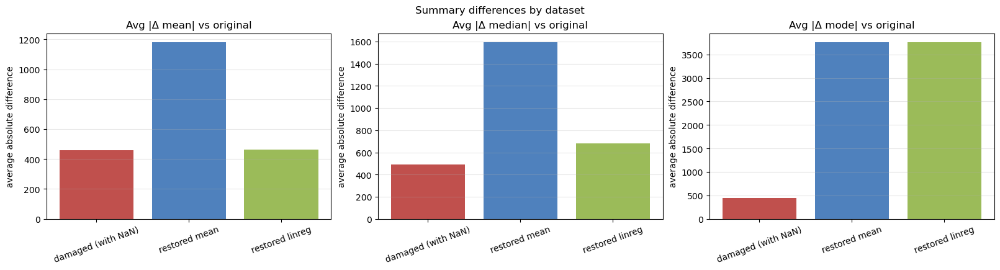 Summary differences by dataset
Avg |Δ mean| vs original
average absolute difference
1200
1000
800
600
400
200
0
damaged (with NaN)
restored mean
restored linreg
Avg |Δ median| vs original
average absolute difference
1600
1400
1200
1000
800
600
400
200
0
damaged (with NaN)
restored mean
restored linreg
Avg |Δ mode| vs original
average absolute difference
3500
3000
2500
2000
1500
1000
500
0
damaged (with NaN)
restored mean
restored linreg